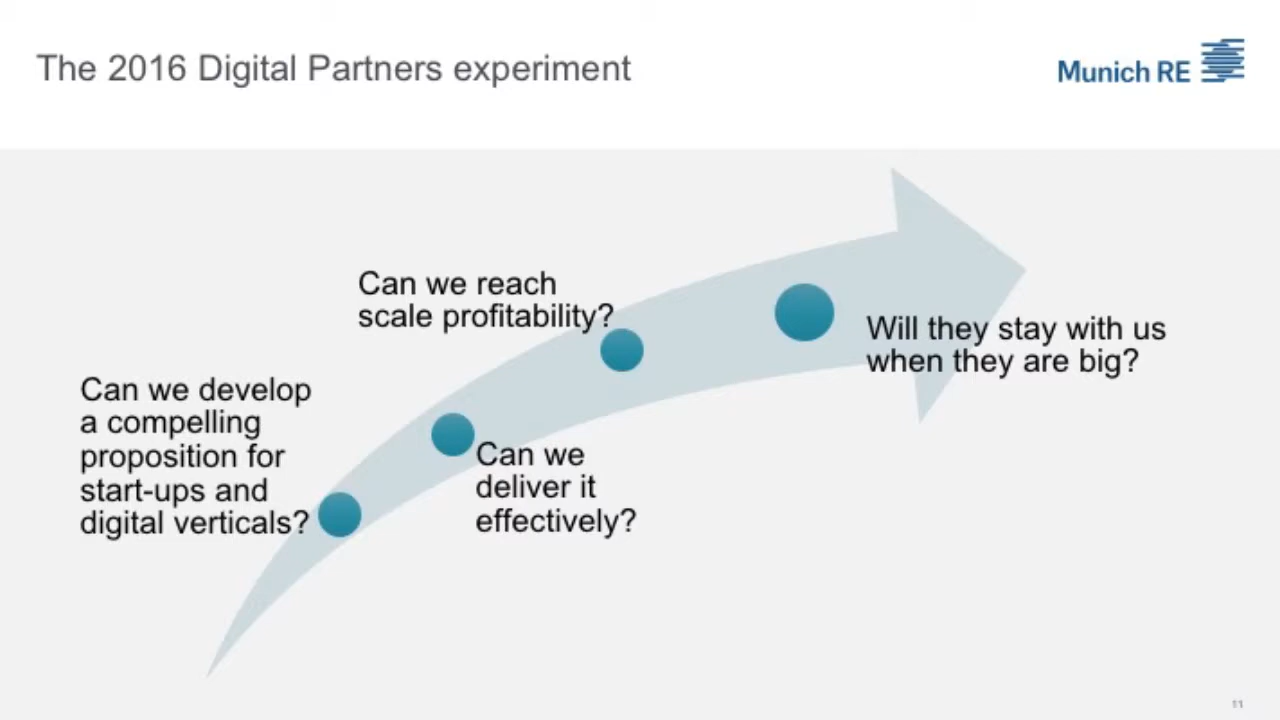 The 2016 Digital Partners experiment
Munich RE
Can we reach
scale profitability?
Will they stay with us
when they are big?
Can we develop
a compelling
proposition for
start-ups and
digital verticals?
Can we
deliver it
effectively?
11